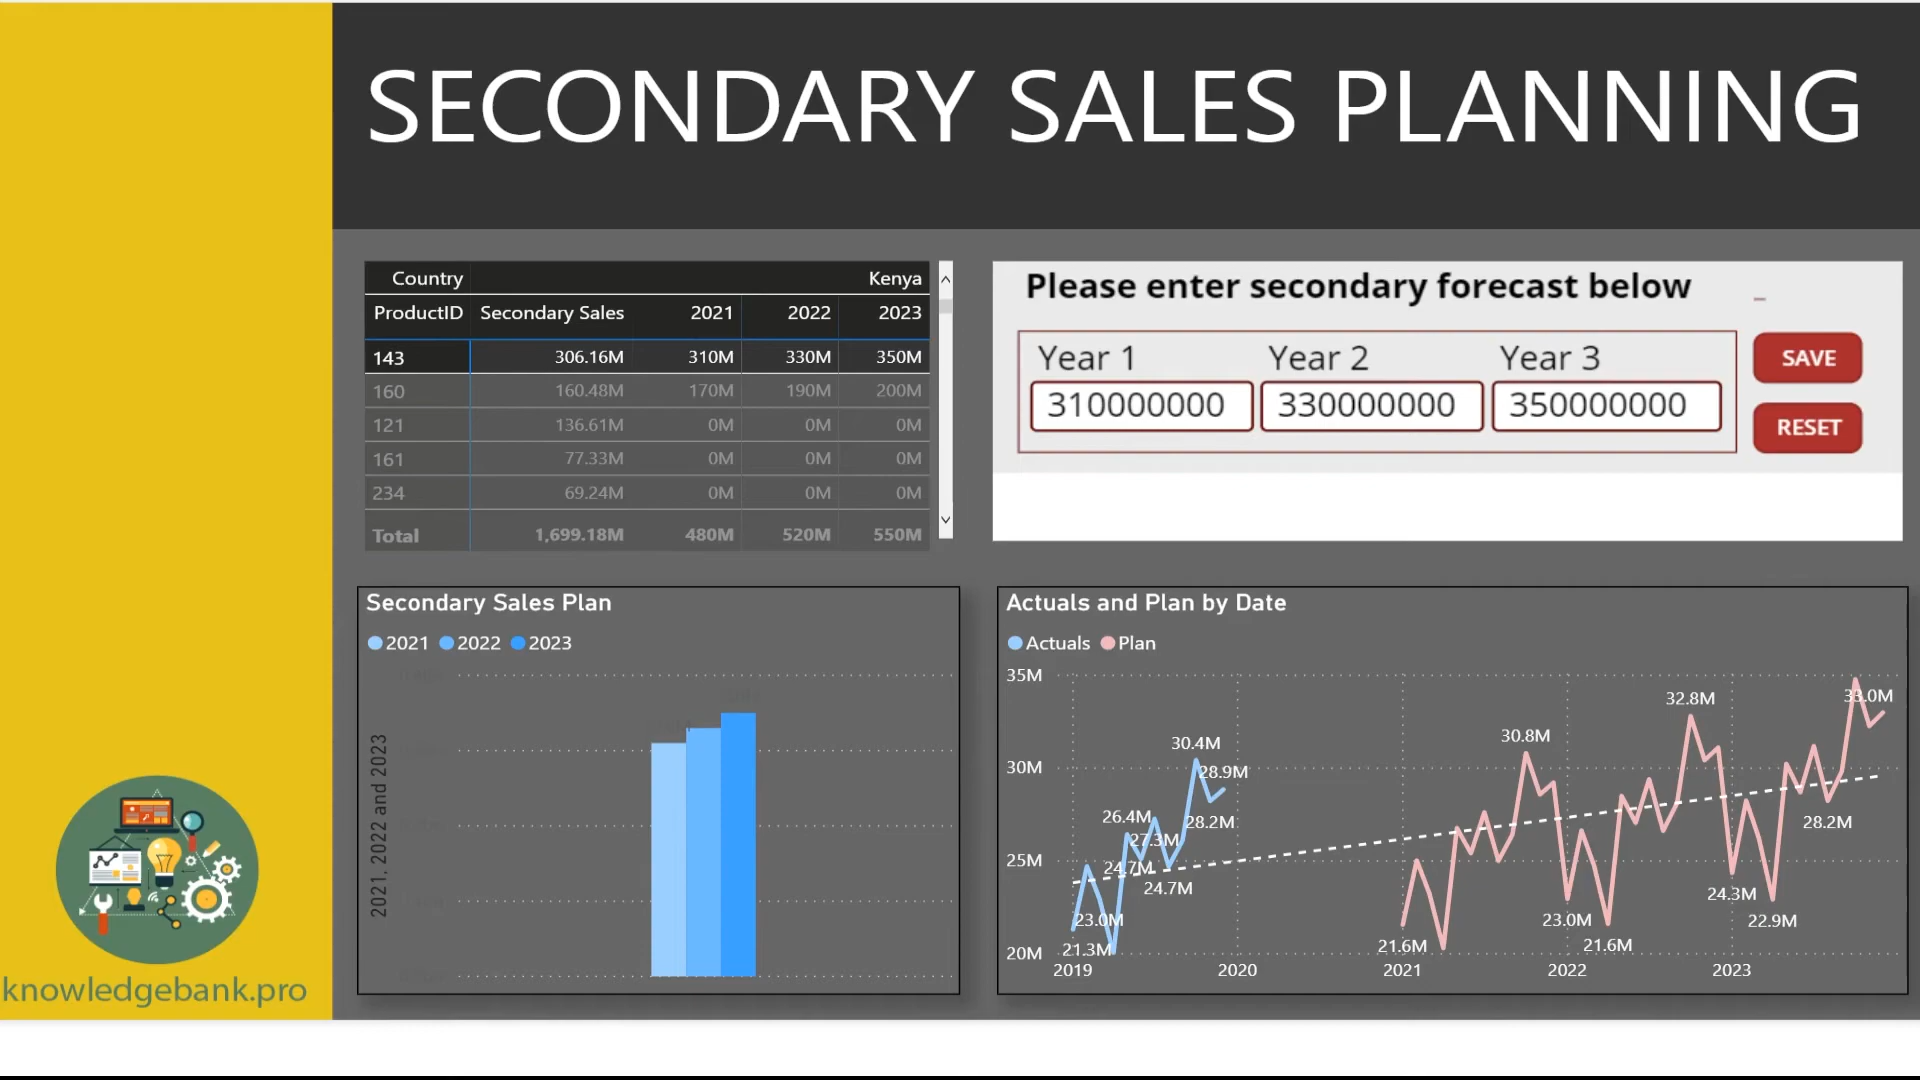 SECONDARY SALES PLANNING
Country Kenya
ProductID Secondary Sales 2021 2022 2023
143 306.16M 310M 330M 350M
160 160.48M 170M 190M 200M
121 136.61M 0M 0M 0M
161 77.33M 0M 0M 0M
234 69.24M 0M 0M 0M
Total 1,699.18M 480M 520M 550M
Please enter secondary forecast below
Year 1 Year 2 Year 3
310000000 330000000 350000000
SAVE
RESET
Secondary Sales Plan
2021 2022 2023
2021, 2022 and 2023
Actuals and Plan by Date
Actuals Plan
35M
30M
25M
20M
21.3M
23.0M
24.7M
26.4M
27.3M
24.7M
30.4M
28.2M
28.9M
21.6M
30.8M
23.0M
21.6M
32.8M
24.3M
22.9M
28.2M
33.0M
2019 2020 2021 2022 2023
knowledgebank.pro